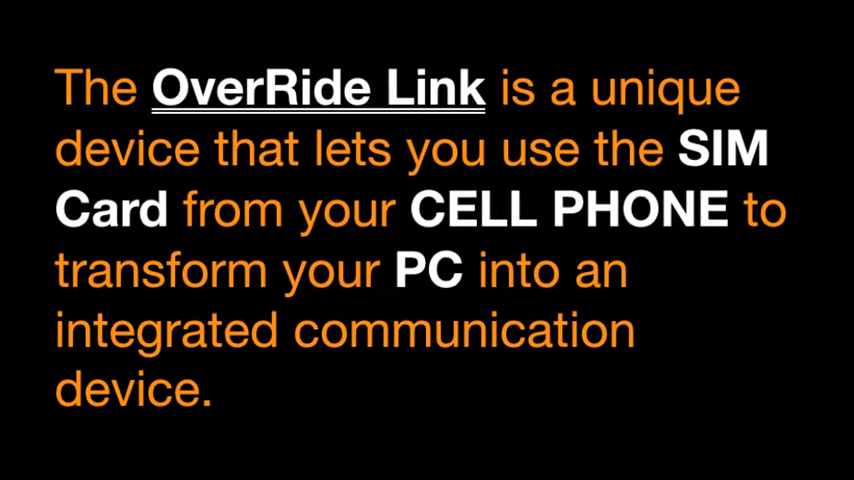 The OverRide Link is a unique
device that lets you use the SIM
Card from your CELL PHONE to
transform your PC into an
integrated communication
device.